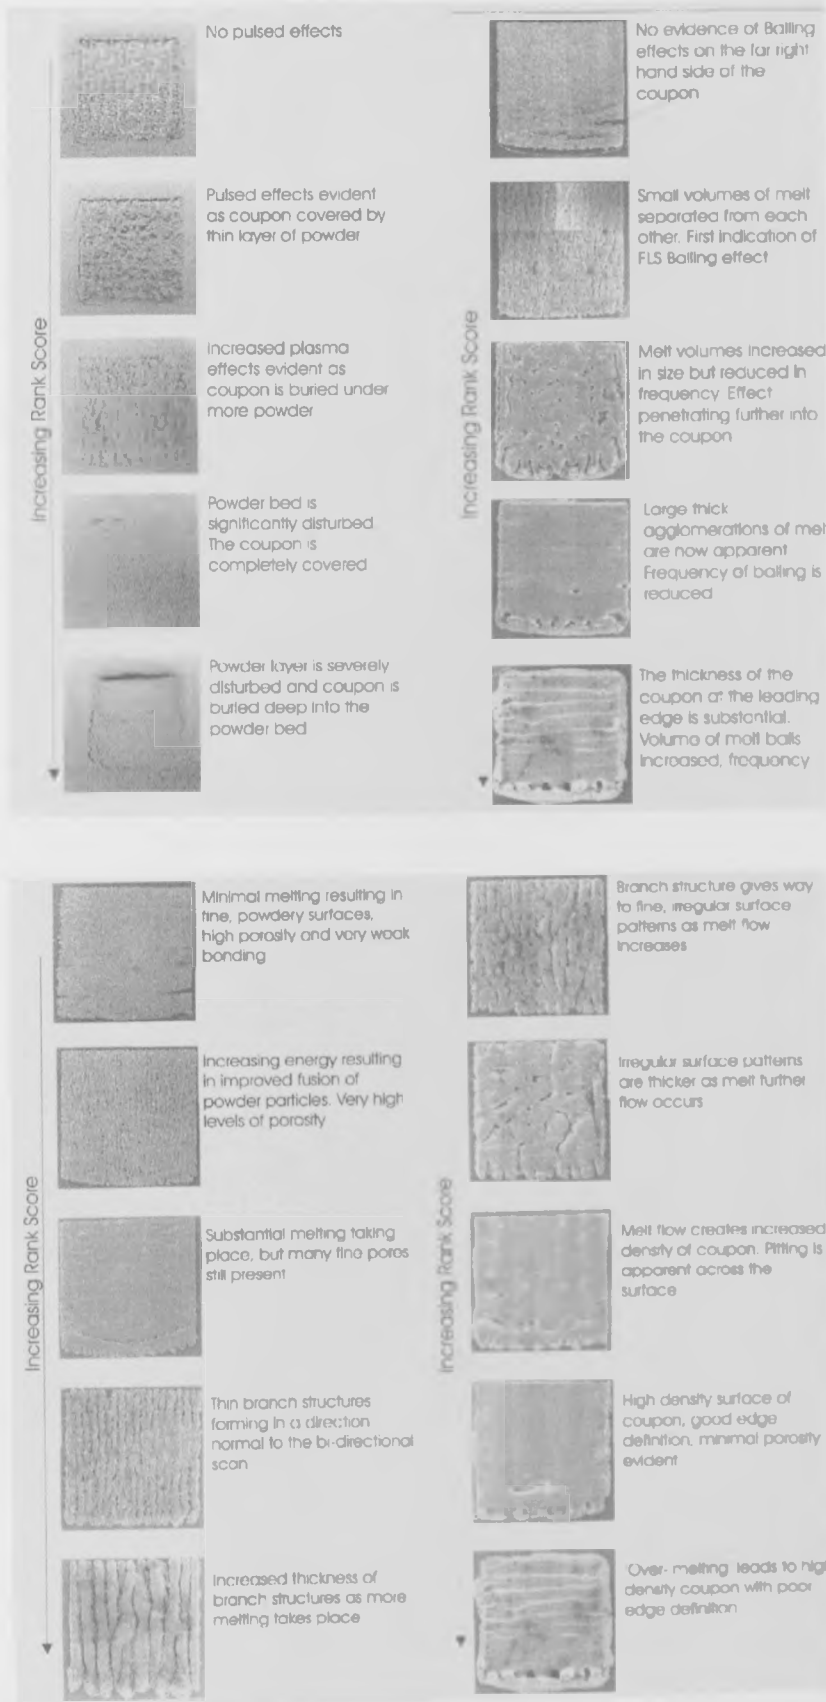 Increasing Rank Score
No pulsed effects
Pulsed effects evident
as coupon covered by
thin layer of powder
Increased plasma
effects evident as
coupon is buried under
more powder
Powder bed is
significantly disturbed
The coupon is
completely covered
Powder layer is severely
disturbed and coupon is
buried deep into the
powder bed
Increasing Rank Score
No evidence of Balling
effects on the far right
hand side of the
coupon
Small volumes of melt
separated from each
other. First indication of
FLS Balling effect
Melt volumes increased
in size but reduced in
frequency Effect
penetrating further into
the coupon
Large thick
agglomerations of mel
are now apparent
Frequency of balling is
reduced
The thickness of the
coupon at the leading
edge is substantial.
Volume of melt balls
increased, frequency
Increasing Rank Score
Minimal melting resulting in
fine, powdery surfaces,
high porosity and very weak
bonding
Increasing energy resulting
in improved fusion of
powder particles. Very high
levels of porosity
Substantial melting taking
place, but many fine pores
still present
Thin branch structures
forming in a direction
normal to the bi-directional
scan
Increased thickness of
branch structures as more
melting takes place
Increasing Rank Score
Branch structure gives way
to fine, irregular surface
patterns as melt flow
increases
Irregular surface patterns
are thicker as melt further
flow occurs
Melt flow creates increased
density of coupon. Pitting is
apparent across the
surface
High density surface of
coupon, good edge
definition, minimal porosity
evident
'Over- melting' leads to high
density coupon with poor
edge definition